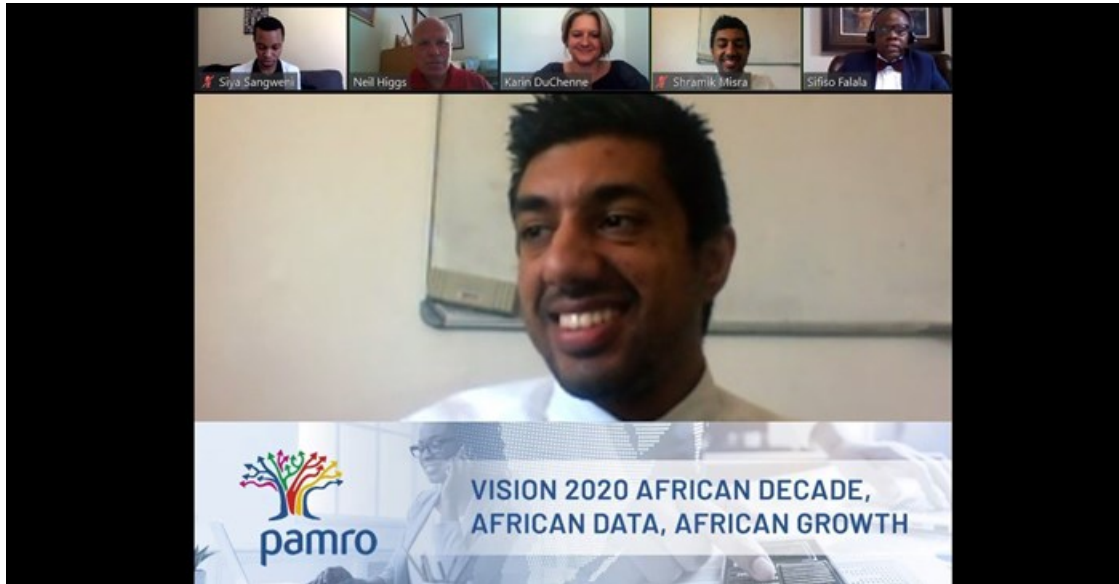 Siya Sangweni
Neil Higgs
Karin DuChenne
Shramik Misra
Sifiso Falala
VISION 2020 AFRICAN DECADE,
AFRICAN DATA, AFRICAN GROWTH
pamro